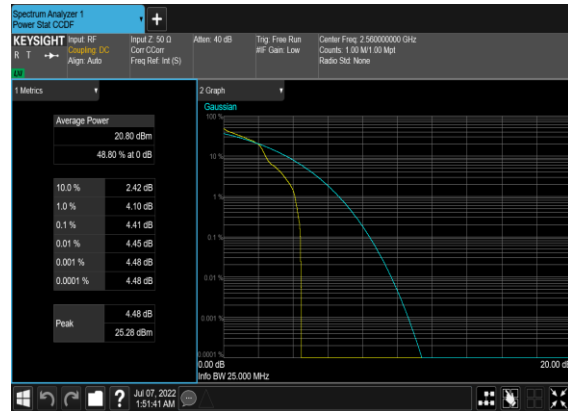 Spectrum Analyzer 1
Power Stat CCDF
KEYSIGHT
R T
LXI
Input: RF
Coupling: DC
Align: Auto
Input Z: 50 Ω
Corr CCorr
Freq Ref: Int (S)
Atten: 40 dB
Trig: Free Run
#IF Gain: Low
Center Freq: 2.560000000 GHz
Counts: 1.00 M/1.00 Mpt
Radio Std: None
1 Metrics
Average Power
20.80 dBm
48.80 % at 0 dB
10.0 % 2.42 dB
1.0 % 4.10 dB
0.1 % 4.41 dB
0.01 % 4.45 dB
0.001 % 4.48 dB
0.0001 % 4.48 dB
Peak 4.48 dB
25.28 dBm
2 Graph
Gaussian
100 %
10 %
1 %
0.1 %
0.01 %
0.001 %
0.0001 %
0.00 dB
20.00 dB
Info BW 25.000 MHz
?
Jul 07, 2022
1:51:41 AM